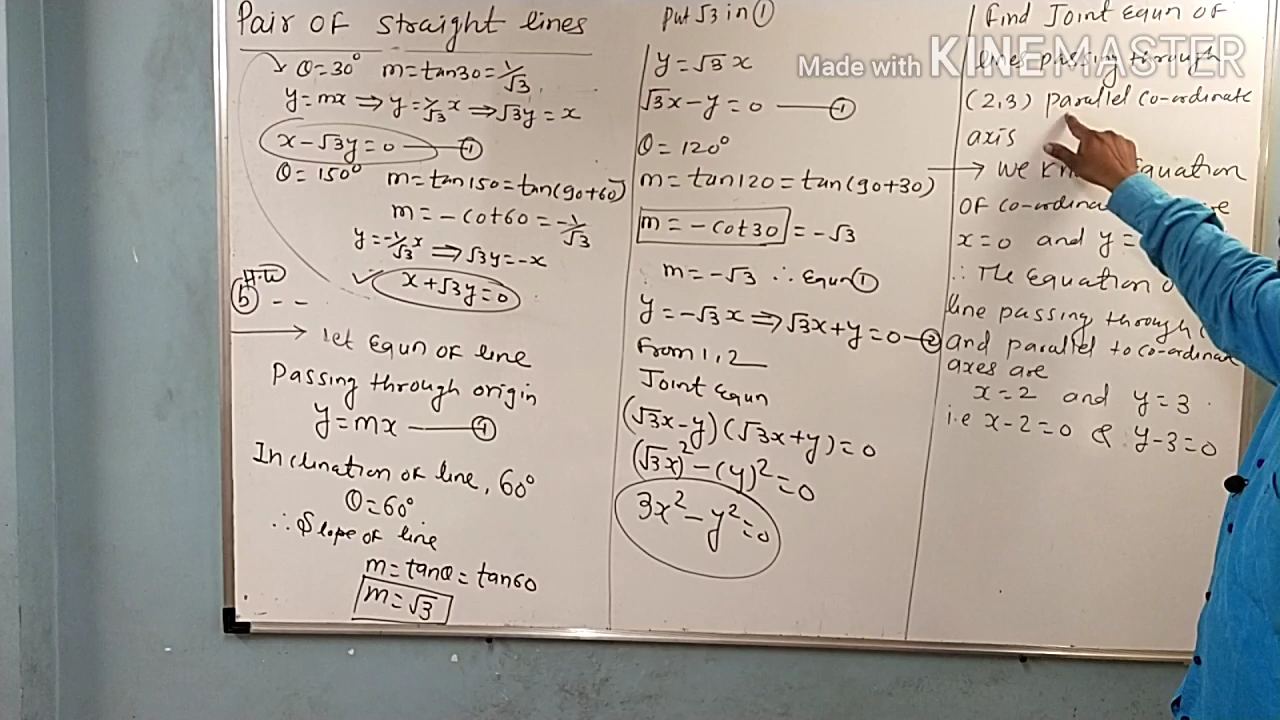 Pair of straight lines
θ=30° m=tan30=1/√3.
y=mx ⇒ y=1/√3 x ⇒ √3y=x
x-√3y=0 — ①
θ=150° m=tan150=tan(90+60)
m=-cot60=-1/√3
y=-1/√3 x ⇒ √3y=-x
✓ x+√3y=0
H.W
ⓑ --
→ let Equn of line
Passing through origin
y=mx — ①
Inclination of line, 60°
θ=60°
∴ Slope of line
m=tanθ=tan60
m=√3
put √3 in ①
y=√3 x
√3x-y=0 — ①
θ=120°
m=tan120=tan(90+30)
m=-cot30=-√3
m=-√3 ∴ Equn ①
y=-√3x ⇒ √3x+y=0 — ②
from 1,2
Joint Equn
(√3x-y)(√3x+y)=0
(√3x)²-(y)²=0
3x²-y²=0
find Joint Equn of
lines passing through
Made with KINEMASTER
(2,3) parallel co-ordinate
axis
→ we Equation
of
x=0 and y=
∴ The equation
line passing through
and parallel to co-ordinate
axes are
x=2 and y=3.
i.e x-2=0 & y-3=0